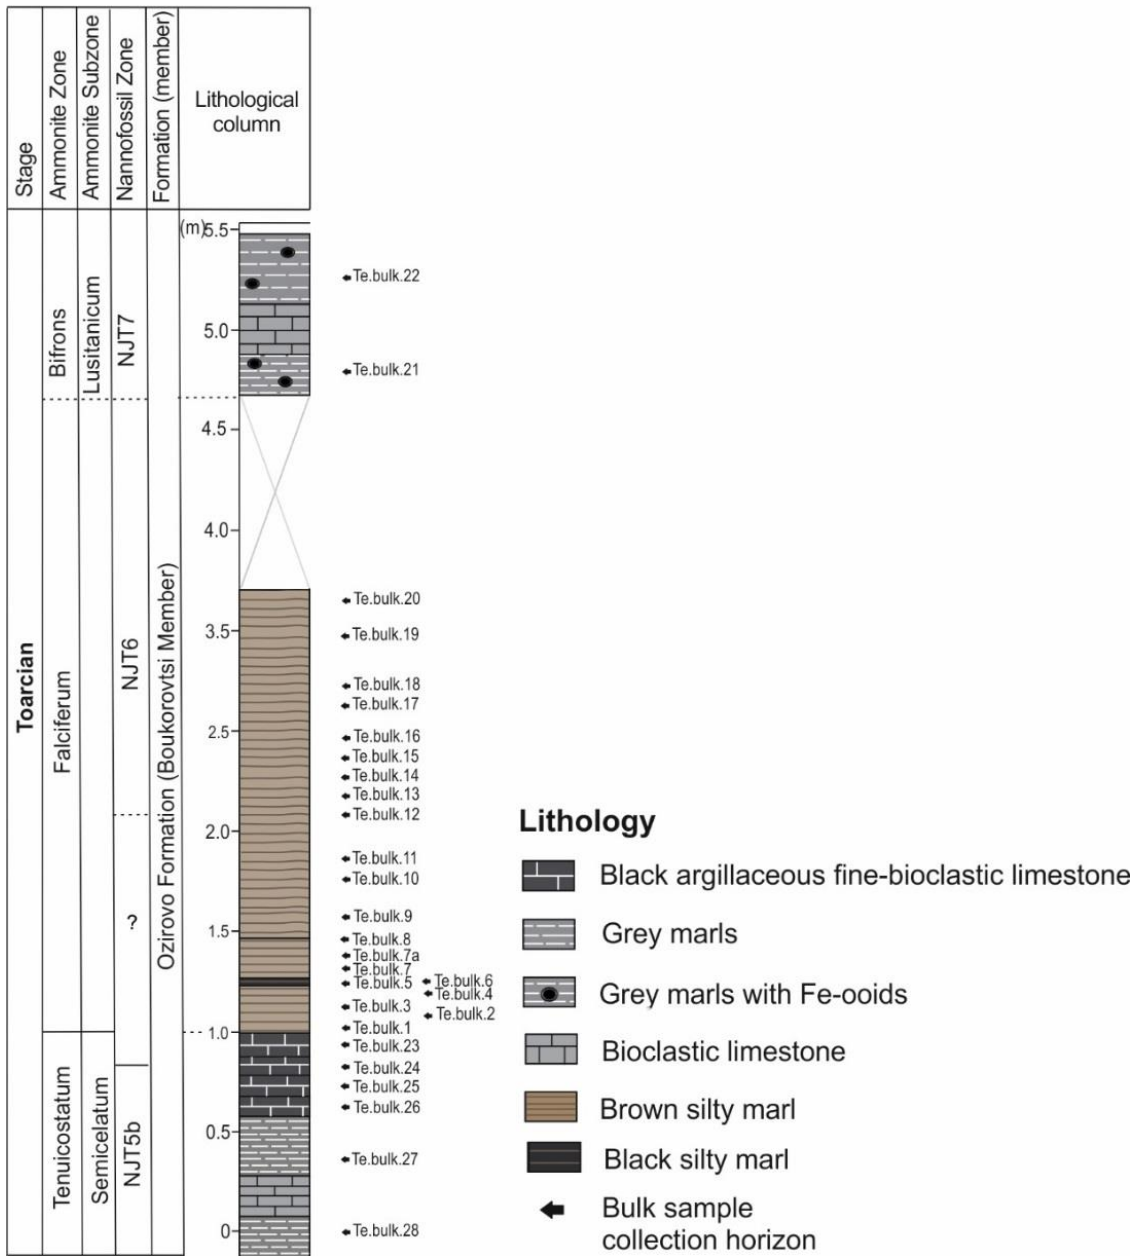 Stage
Ammonite Zone
Ammonite Subzone
Nannofossil Zone
Formation (member)
Lithological
column
Toarcian
Bifrons
Falciferum
Tenuicostatum
Lusitanicum
Semicelatum
NJT7
NJT6
?
NJT5b
Ozirovo Formation (Boukorovtsi Member)
(m)
5.5
5.0
4.5
4.0
3.5
2.5
2.0
1.5
1.0
0.5
0
Te.bulk.22
Te.bulk.21
Te.bulk.20
Te.bulk.19
Te.bulk.18
Te.bulk.17
Te.bulk.16
Te.bulk.15
Te.bulk.14
Te.bulk.13
Te.bulk.12
Te.bulk.11
Te.bulk.10
Te.bulk.9
Te.bulk.8
Te.bulk.7a
Te.bulk.7
Te.bulk.6
Te.bulk.5
Te.bulk.4
Te.bulk.3
Te.bulk.2
Te.bulk.1
Te.bulk.23
Te.bulk.24
Te.bulk.25
Te.bulk.26
Te.bulk.27
Te.bulk.28
Lithology
Black argillaceous fine-bioclastic limestone
Grey marls
Grey marls with Fe-ooids
Bioclastic limestone
Brown silty marl
Black silty marl
Bulk sample
collection horizon